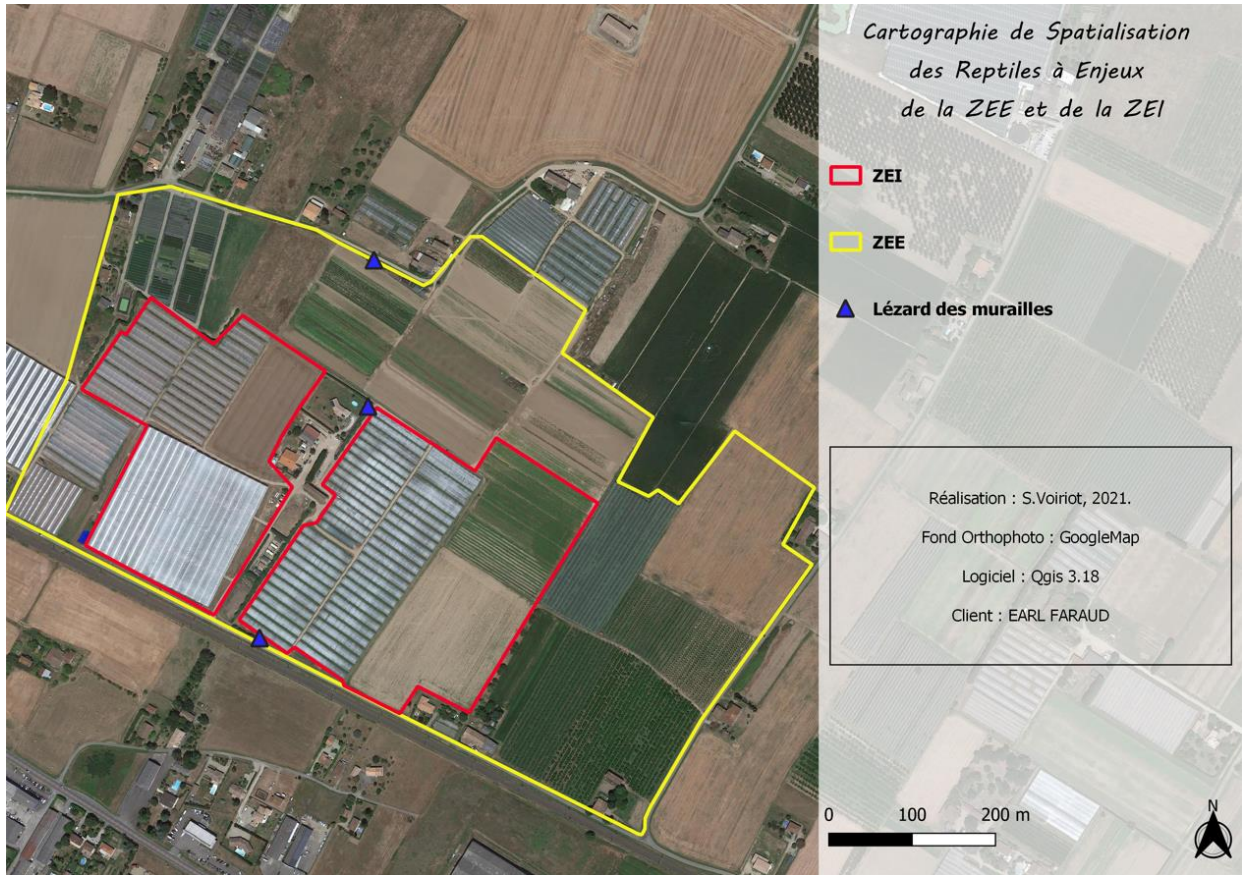 Cartographie de Spatialisation
des Reptiles à Enjeux
de la ZEE et de la ZEI
ZEI
ZEE
Lézard des murailles
Réalisation : S.Voiriot, 2021.
Fond Orthophoto : GoogleMap
Logiciel : Qgis 3.18
Client : EARL FARAUD
0 100 200 m
N